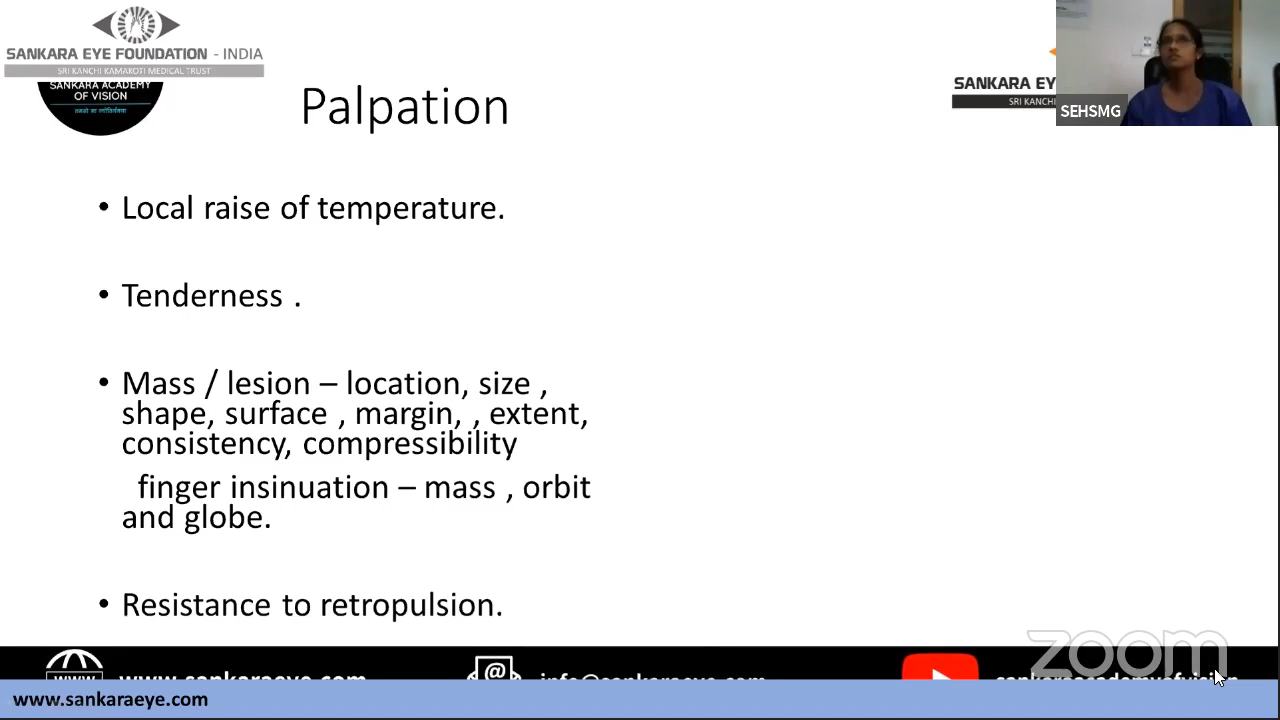 SANKARA EYE FOUNDATION - INDIA
SRI KANCHI KAMAKOTI MEDICAL TRUST
SANKARA ACADEMY
OF VISION
Palpation
SANKARA EY
SRI KANCHI
SEHSMG
• Local raise of temperature.
• Tenderness .
• Mass / lesion – location, size ,
shape, surface , margin, , extent,
consistency, compressibility
finger insinuation – mass , orbit
and globe.
• Resistance to retropulsion.
zoom
WWW
www.sankaraeye.com
@
info@sankaraeye.com
sankaraacademyofvision
www.sankaraeye.com